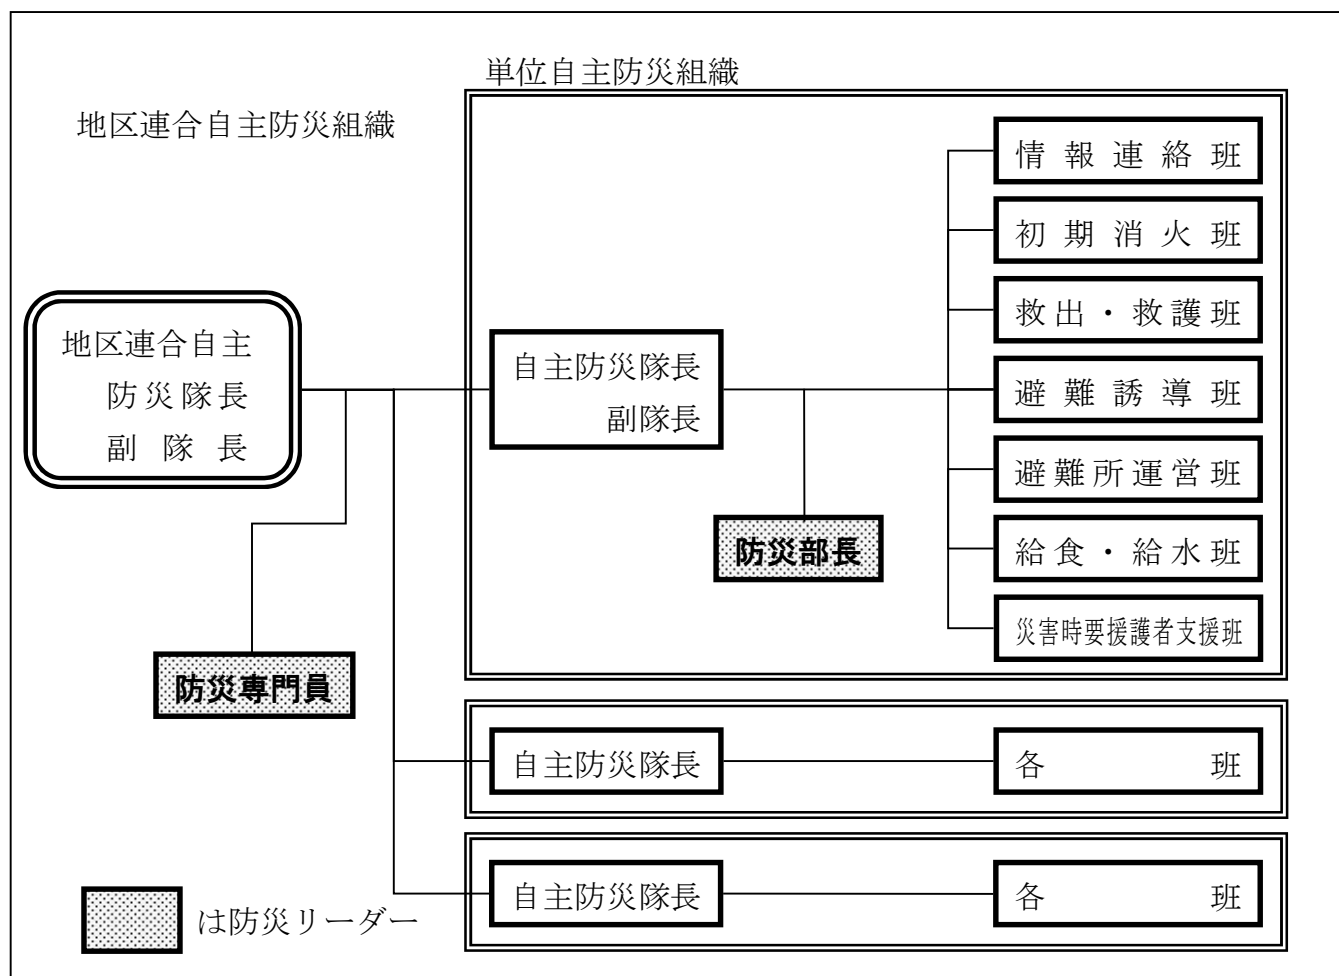 単位自主防災組織
地区連合自主防災組織
情報連絡班
初期消火班
救出・救護班
地区連合自主
防災隊長
副隊長
自主防災隊長
副隊長
避難誘導班
避難所運営班
防災部長
給食・給水班
災害時要援護者支援班
防災専門員
自主防災隊長
各班
自主防災隊長
各班
は防災リーダー